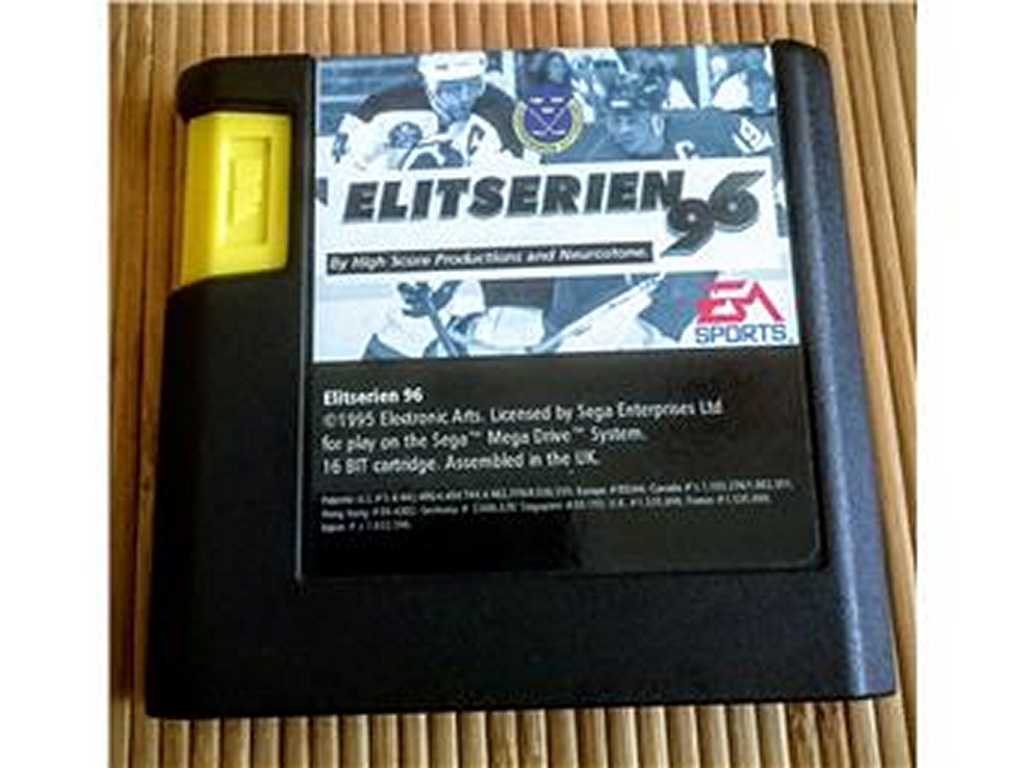 ELITSERIEN 96
By High Score Productions and Neurostone.
EA
SPORTS
Elitserien 96
©1995 Electronic Arts. Licensed by Sega Enterprises Ltd
for play on the Sega™ Mega Drive™ System.
16 BIT cartridge. Assembled in the UK.